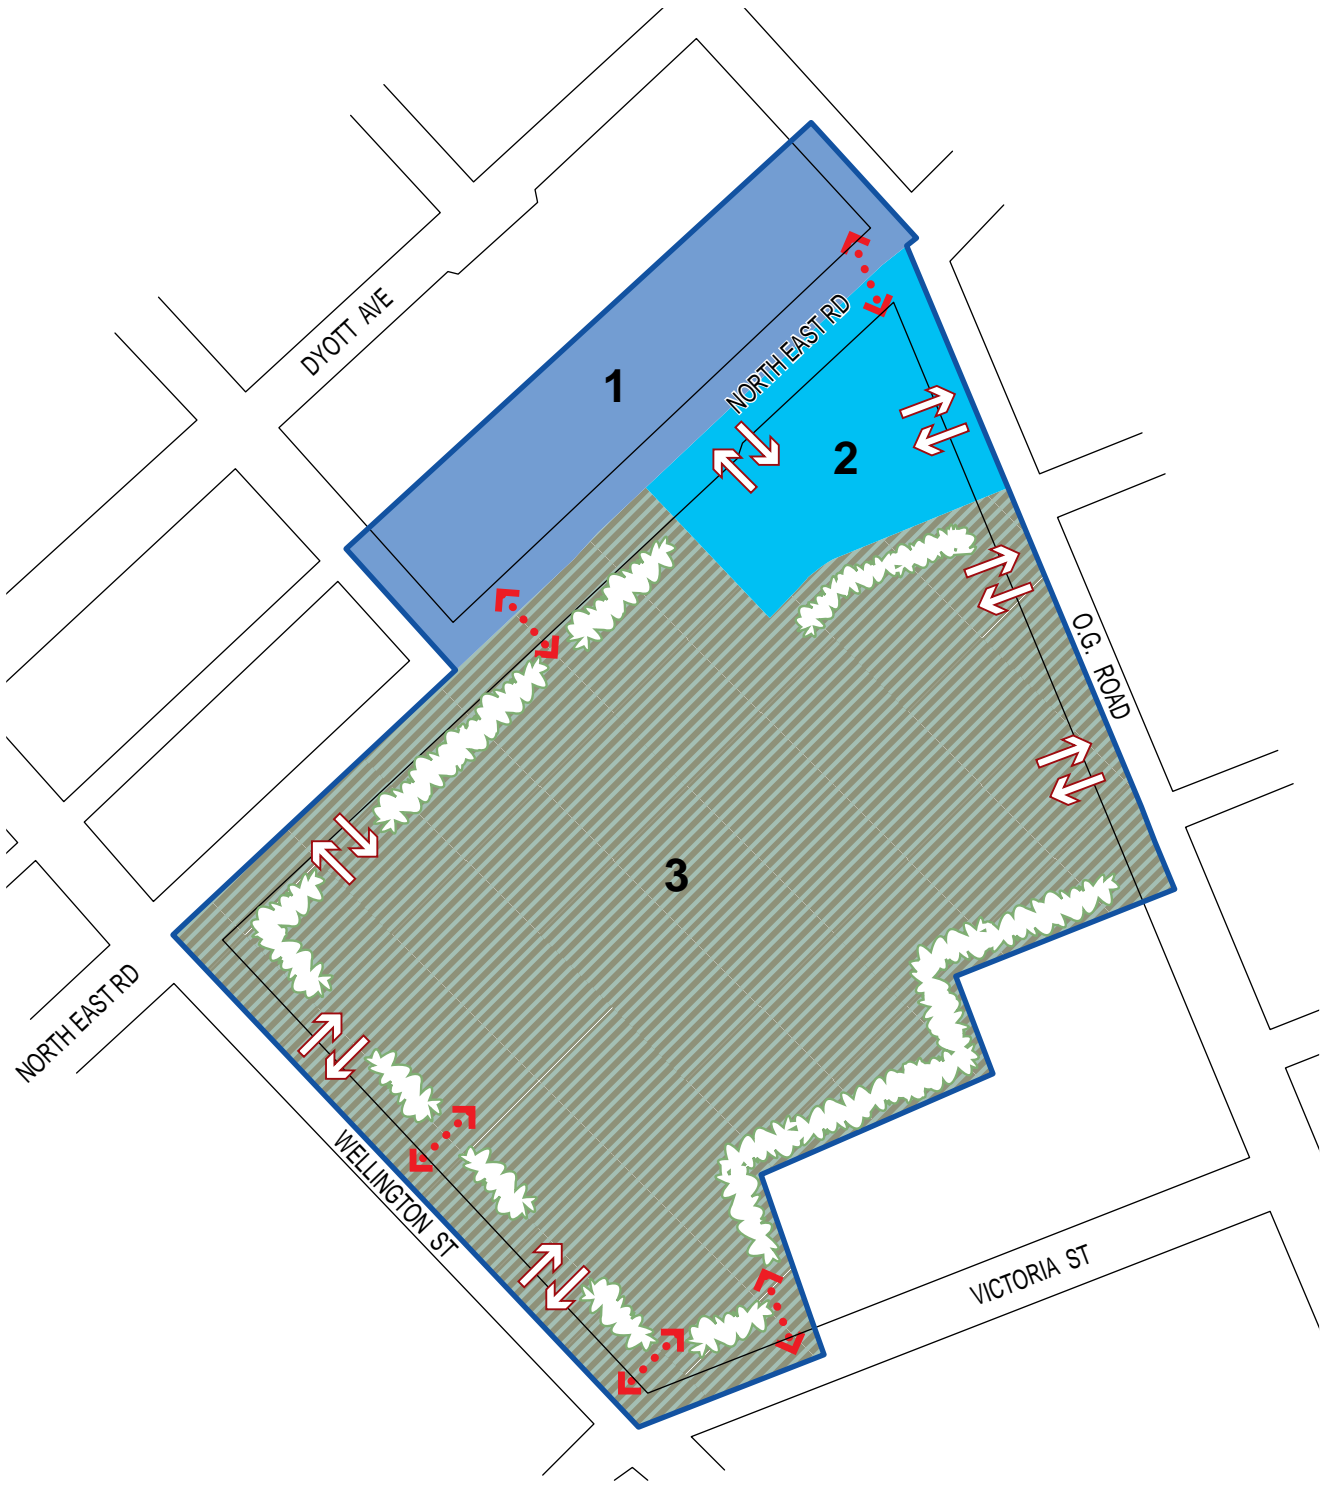 DYOTT AVE
1
NORTH EAST RD
2
O.G. ROAD
3
NORTH EAST RD
WELLINGTON ST
VICTORIA ST